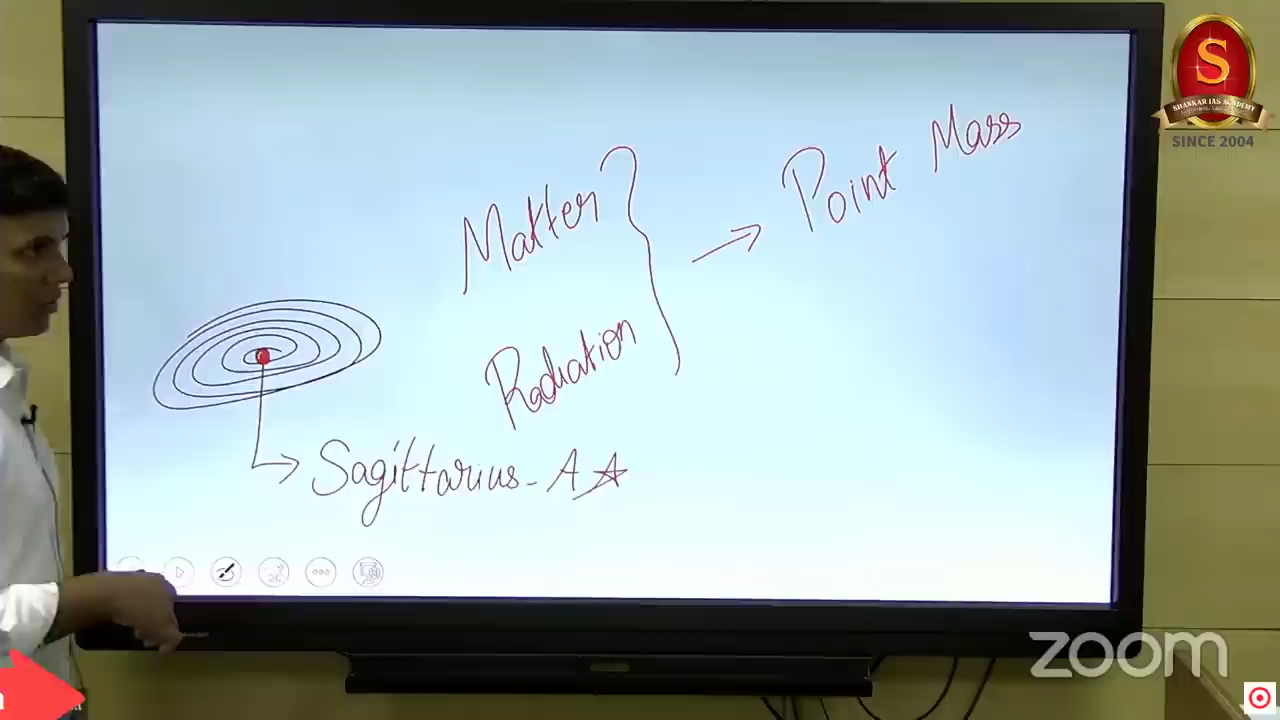 Matter
Radiation
Point Mass
Sagittarius-A☆
S
SHANKAR IAS ACADEMY
SINCE 2004
zoom